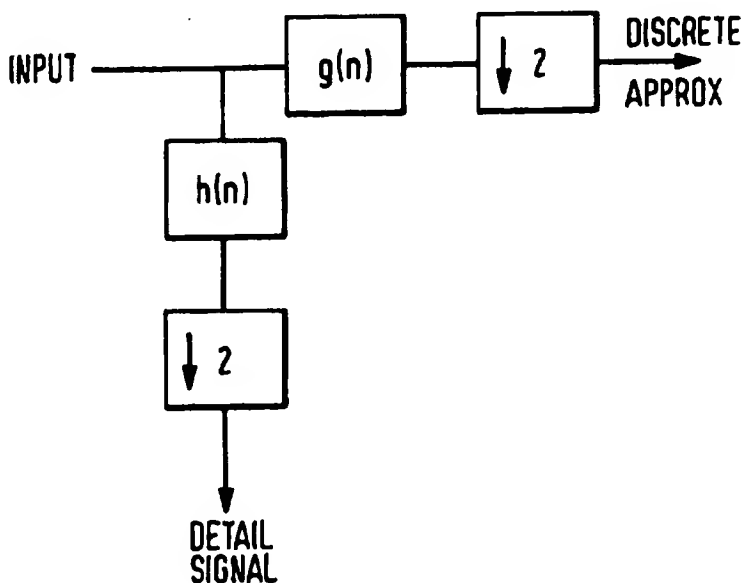 INPUT
g(n)
↓ 2
DISCRETE
APPROX
h(n)
↓ 2
DETAIL
SIGNAL